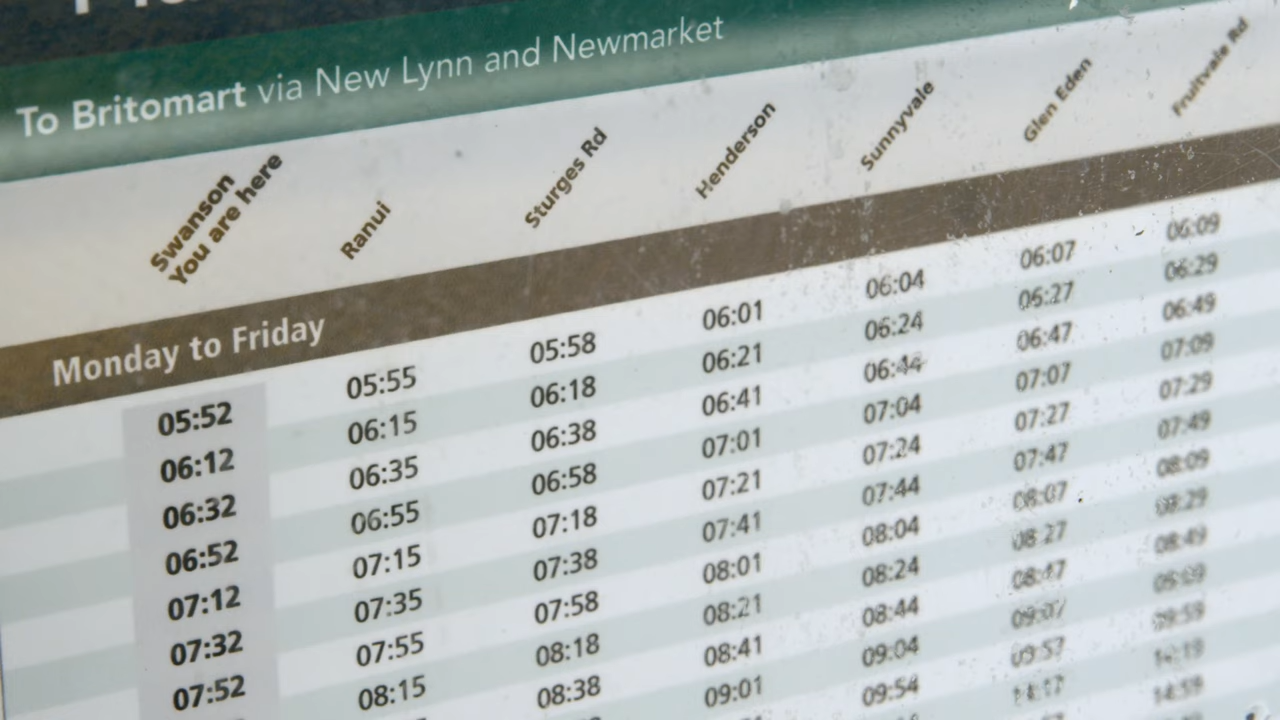 To Britomart via New Lynn and Newmarket
Swanson
You are here
Ranui
Sturges Rd
Henderson
Sunnyvale
Glen Eden
Fruitvale Rd
Monday to Friday
05:52 05:55 05:58 06:01 06:04 06:07 06:09
06:12 06:15 06:18 06:21 06:24 06:27 06:29
06:32 06:35 06:38 06:41 06:44 06:47 06:49
06:52 06:55 06:58 07:01 07:04 07:07 07:09
07:12 07:15 07:18 07:21 07:24 07:27 07:29
07:32 07:35 07:38 07:41 07:44 07:47 07:49
07:52 07:55 07:58 08:01 08:04 08:07 08:09
08:15 08:18 08:21 08:24 08:27 08:29
08:38 08:41 08:44 08:47 08:49
09:01 09:04 09:07
09:54 09:57 09:59